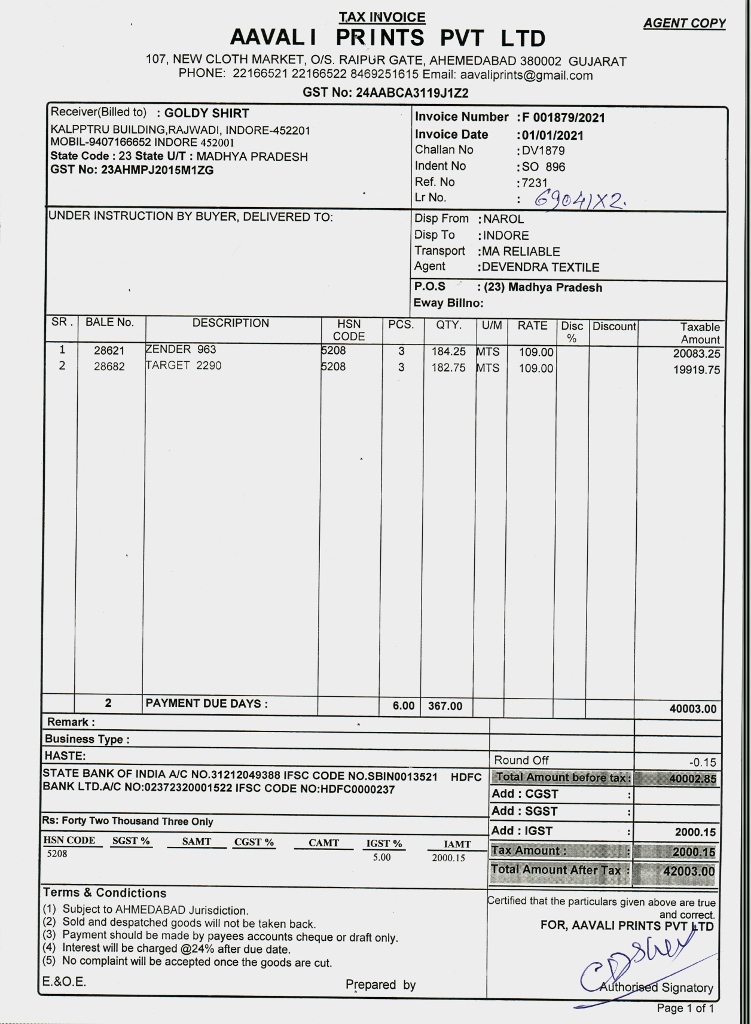 TAX INVOICE
AGENT COPY
AAVALI PRINTS PVT LTD
107, NEW CLOTH MARKET, O/S. RAIPUR GATE, AHEMEDABAD 380002 GUJARAT
PHONE: 22166521 22166522 8469251615 Email: aavaliprints@gmail.com
GST No: 24AABCA3119J1Z2
Receiver(Billed to) : GOLDY SHIRT
KALPPTRU BUILDING,RAJWADI, INDORE-452201
MOBIL-9407166652 INDORE 452001
State Code : 23 State U/T : MADHYA PRADESH
GST No: 23AHMPJ2015M1ZG
Invoice Number :F 001879/2021
Invoice Date :01/01/2021
Challan No :DV1879
Indent No :SO 896
Ref. No :7231
Lr No. : 69041X2.
UNDER INSTRUCTION BY BUYER, DELIVERED TO:
Disp From :NAROL
Disp To :INDORE
Transport :MA RELIABLE
Agent :DEVENDRA TEXTILE
P.O.S : (23) Madhya Pradesh
Eway Billno:
SR. BALE No. DESCRIPTION HSN CODE PCS. QTY. U/M RATE Disc % Discount Taxable Amount
1 28621 ZENDER 963 5208 3 184.25 MTS 109.00 20083.25
2 28682 TARGET 2290 5208 3 182.75 MTS 109.00 19919.75
2 PAYMENT DUE DAYS : 6.00 367.00 40003.00
Remark :
Business Type :
HASTE:
STATE BANK OF INDIA A/C NO.31212049388 IFSC CODE NO.SBIN0013521 HDFC
BANK LTD.A/C NO:02372320001522 IFSC CODE NO:HDFC0000237
Round Off -0.15
Total Amount before tax: 40002.85
Add : CGST :
Add : SGST :
Add : IGST : 2000.15
Tax Amount : : 2000.15
Total Amount After Tax : 42003.00
Rs: Forty Two Thousand Three Only
HSN CODE SGST % SAMT CGST % CAMT IGST % IAMT
5208 5.00 2000.15
Terms & Condictions
(1) Subject to AHMEDABAD Jurisdiction.
(2) Sold and despatched goods will not be taken back.
(3) Payment should be made by payees accounts cheque or draft only.
(4) Interest will be charged @24% after due date.
(5) No complaint will be accepted once the goods are cut.
E.&O.E.
Prepared by
Certified that the particulars given above are true
and correct.
FOR, AAVALI PRINTS PVT LTD
Authorised Signatory
Page 1 of 1